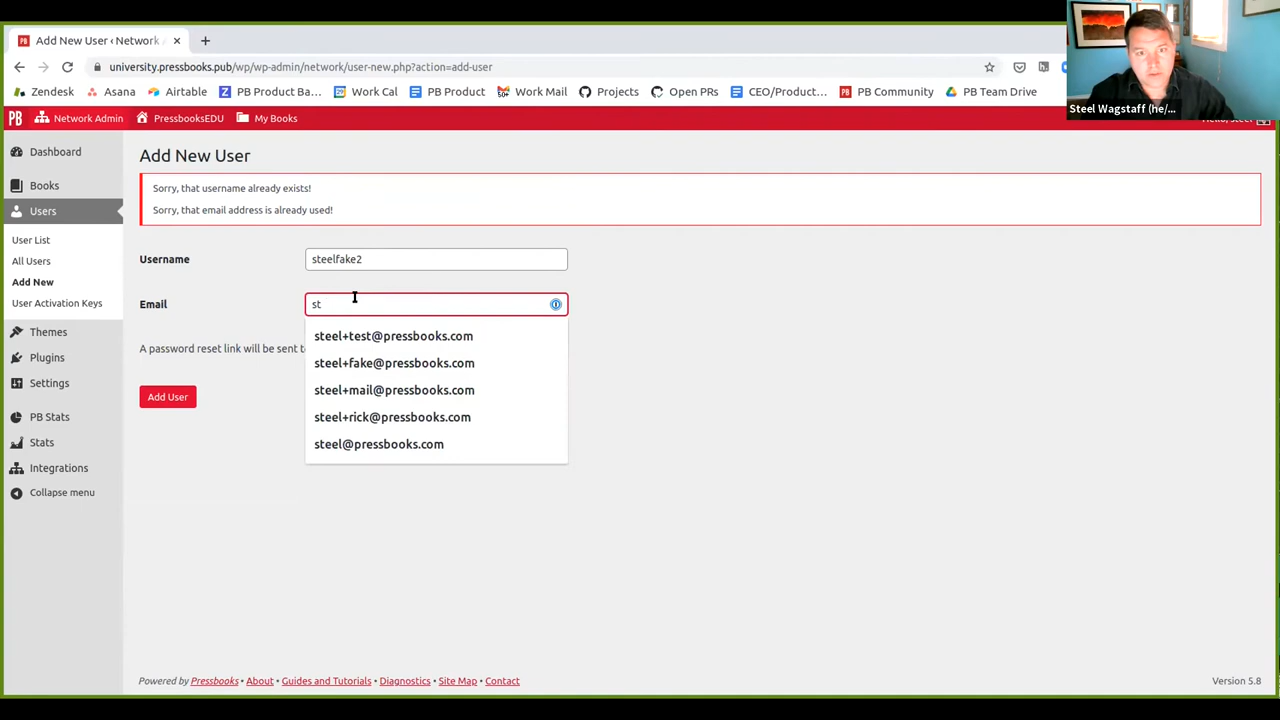 Add New User ‹ Network
university.pressbooks.pub/wp/wp-admin/network/user-new.php?action=add-user
Zendesk Asana Airtable PB Product Ba... Work Cal PB Product Work Mail Projects Open PRs CEO/Product... PB Community PB Team Drive
Steel Wagstaff (he/...
PB Network Admin PressbooksEDU My Books
Dashboard
Books
Users
User List
All Users
Add New
User Activation Keys
Themes
Plugins
Settings
PB Stats
Stats
Integrations
Collapse menu
Add New User
Sorry, that username already exists!
Sorry, that email address is already used!
Username steelfake2
Email st
steel+test@pressbooks.com
steel+fake@pressbooks.com
steel+mail@pressbooks.com
steel+rick@pressbooks.com
steel@pressbooks.com
A password reset link will be sent t
Add User
Powered by Pressbooks • About • Guides and Tutorials • Diagnostics • Site Map • Contact
Version 5.8